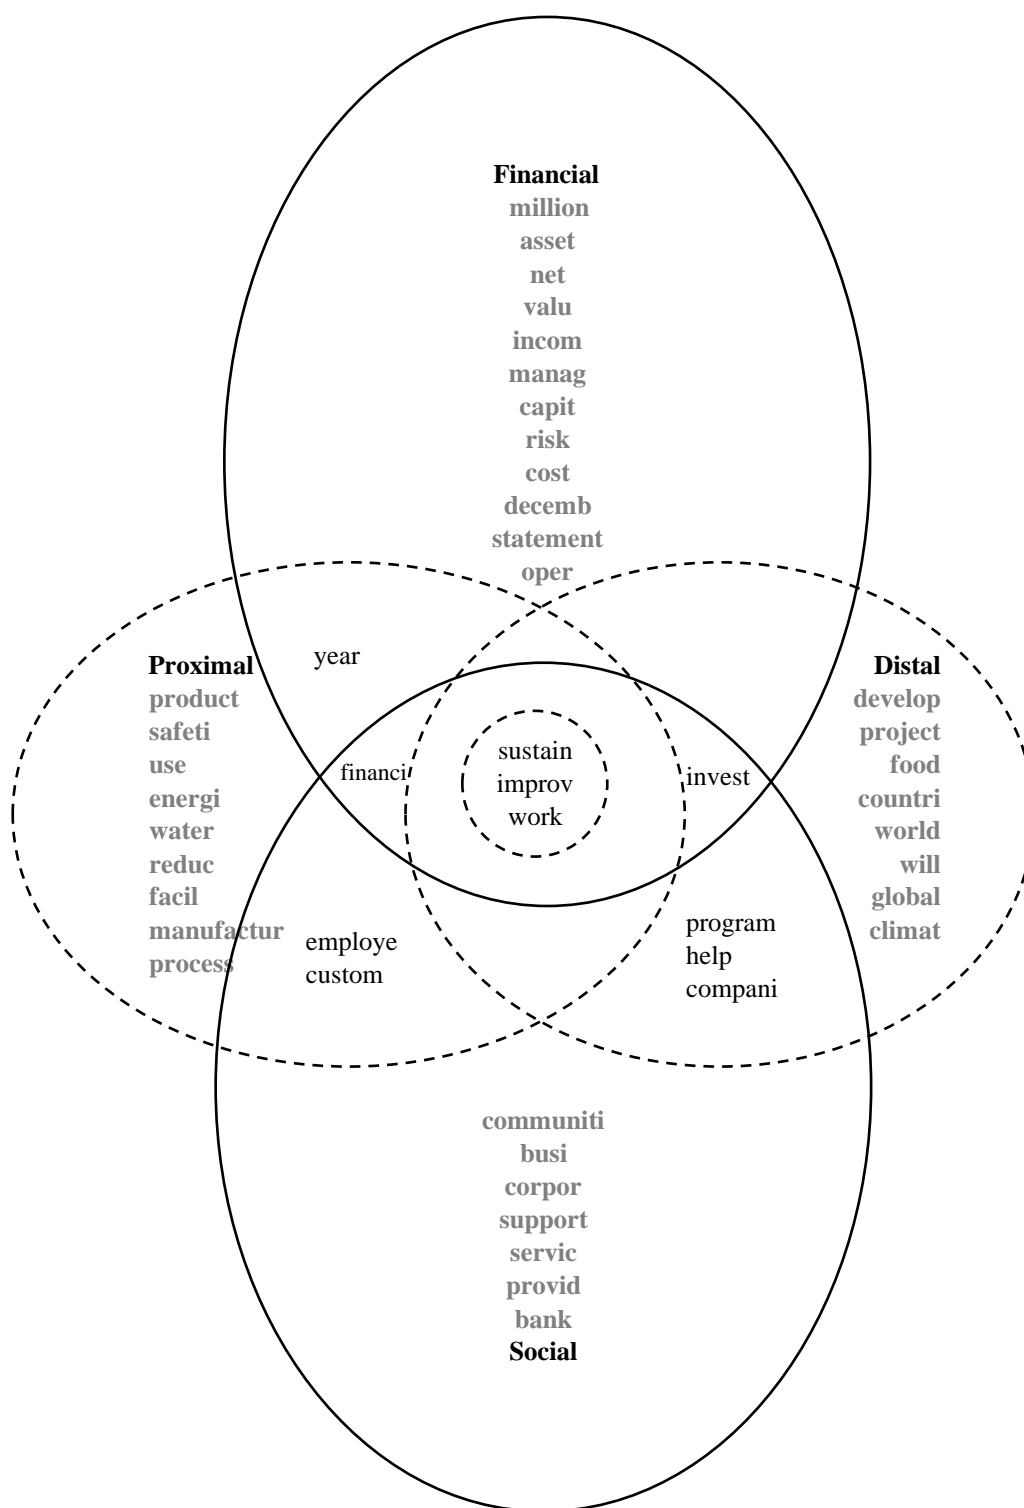 Financial
million
asset
net
valu
incom
manag
capit
risk
cost
decemb
statement
oper
year
Proximal
product
safeti
use
energi
water
reduc
facil
manufactur
process
financi
sustain
improv
work
invest
Distal
develop
project
food
countri
world
will
global
climat
employe
custom
program
help
compani
communiti
busi
corpor
support
servic
provid
bank
Social